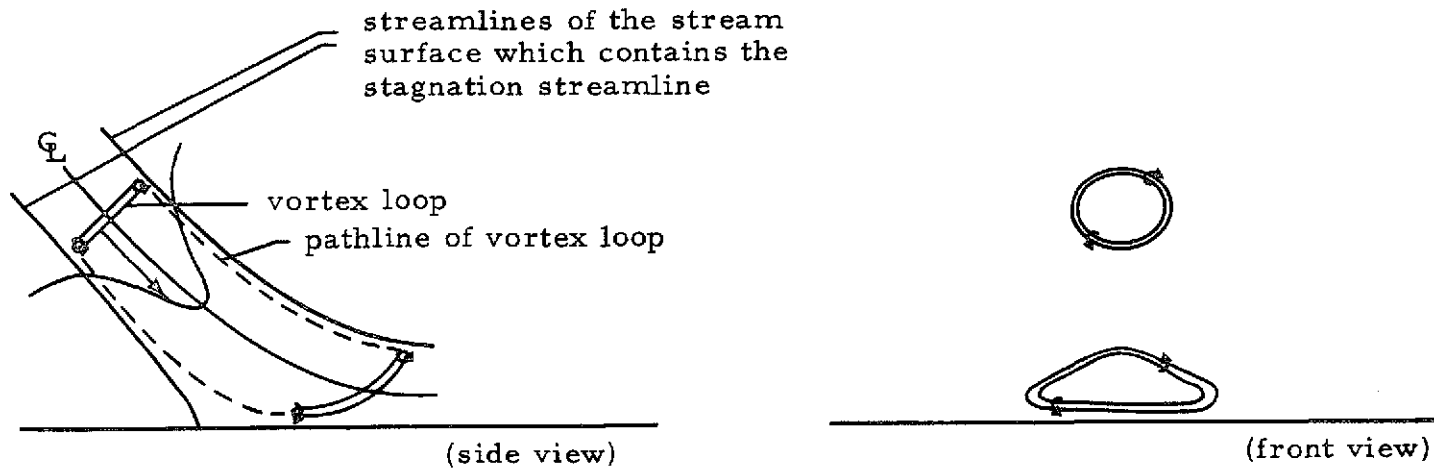 streamlines of the stream
surface which contains the
stagnation streamline
℄
vortex loop
pathline of vortex loop
(side view)
(front view)